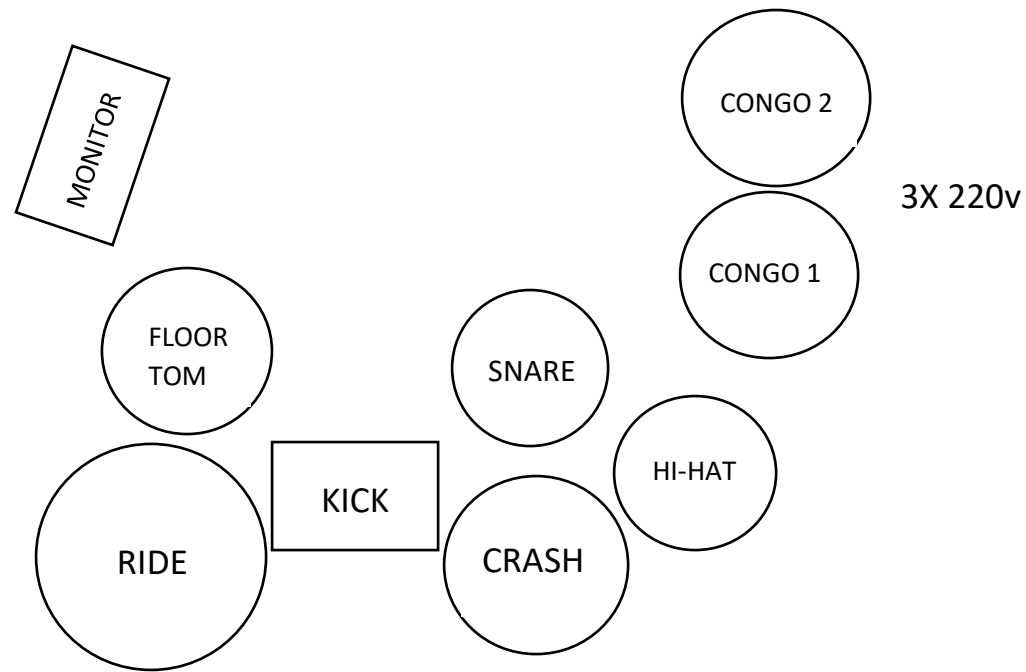 CONGO 2
MONITOR
3X 220v
CONGO 1
FLOOR
TOM
SNARE
HI-HAT
KICK
RIDE
CRASH